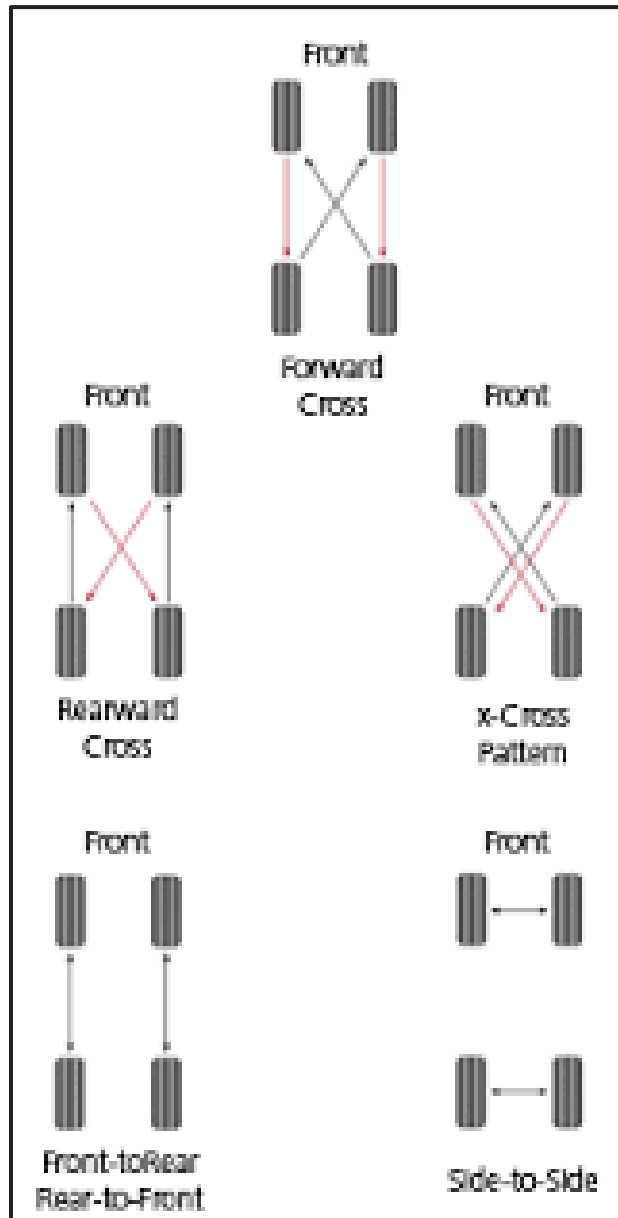 Front
Forward
Cross
Front
Front
Rearward
Cross
x-Cross
Pattern
Front
Front
Front-toRear
Rear-to-Front
Side-to-Side